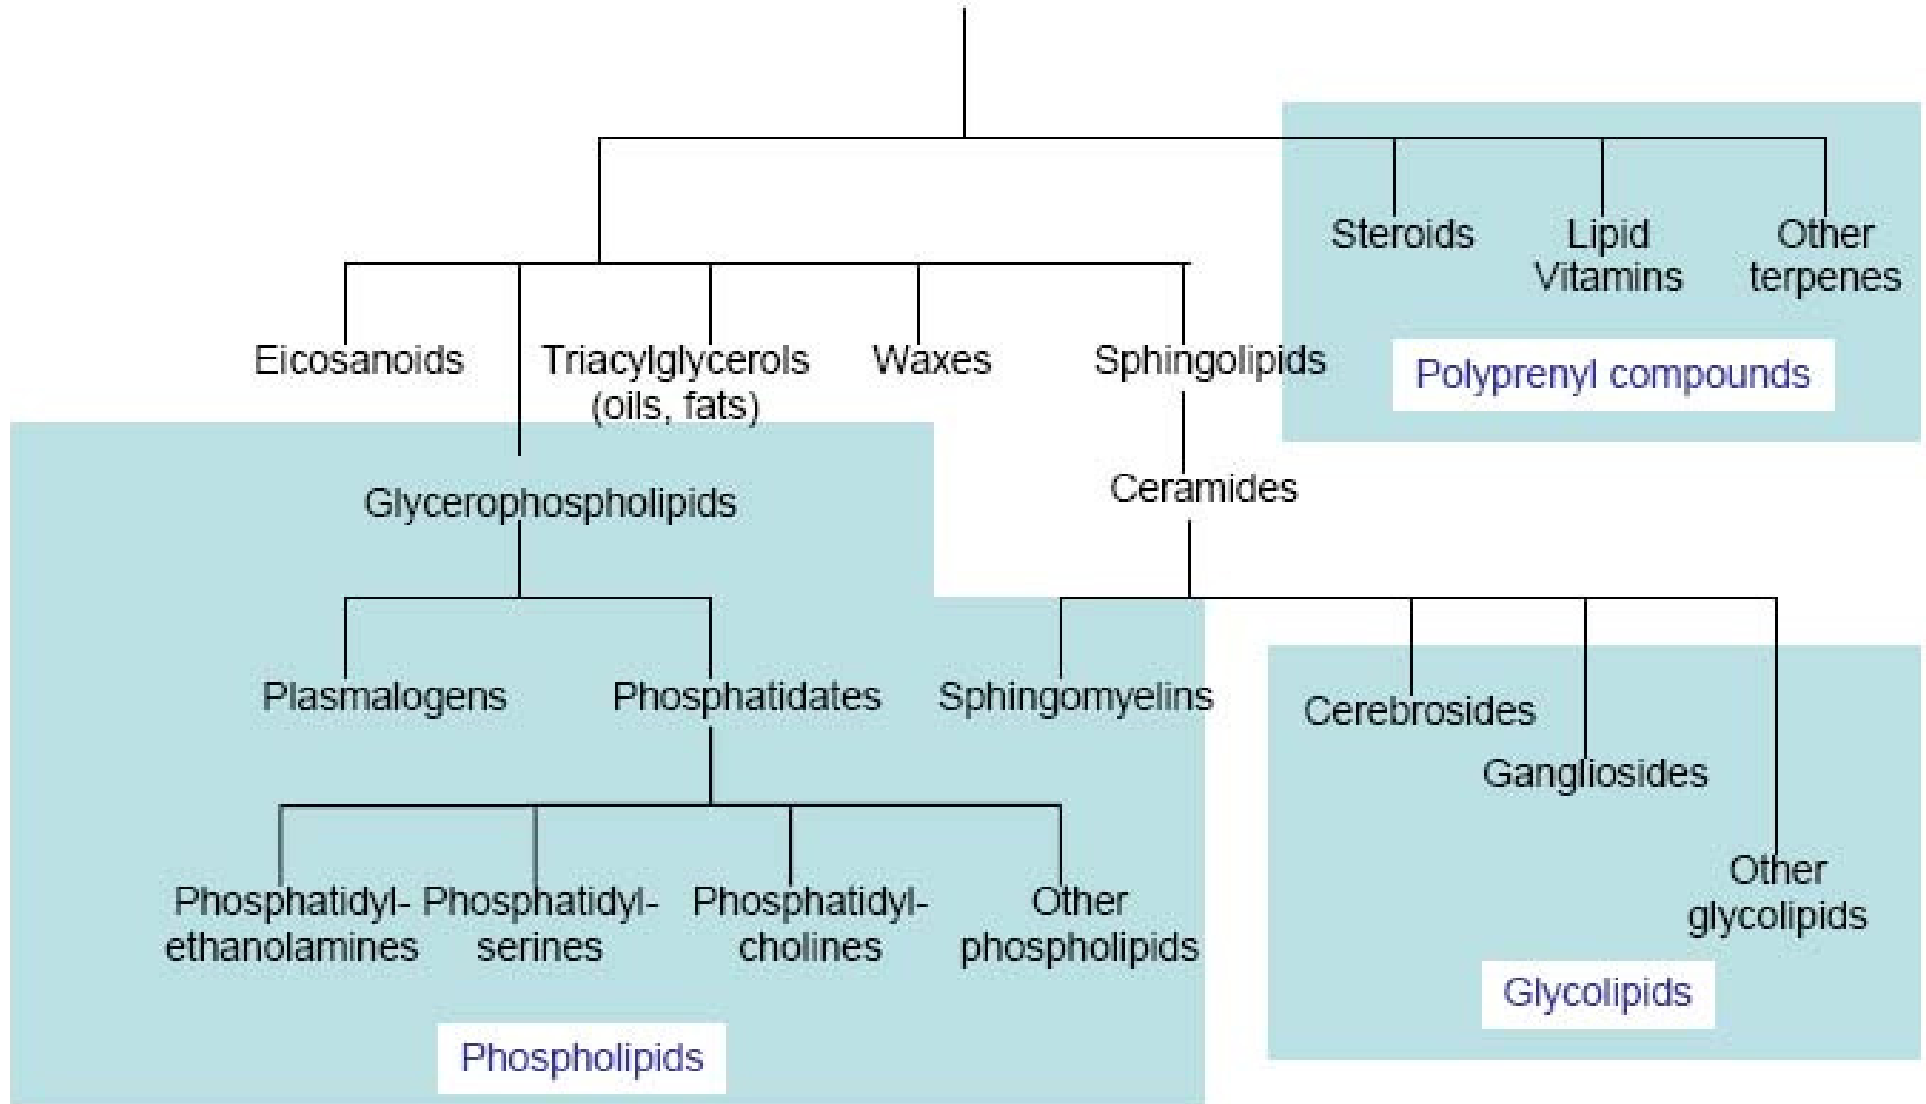 Steroids
Lipid
Vitamins
Other
terpenes
Polyprenyl compounds
Eicosanoids
Triacylglycerols
(oils, fats)
Waxes
Sphingolipids
Ceramides
Glycerophospholipids
Plasmalogens
Phosphatidates
Sphingomyelins
Cerebrosides
Gangliosides
Other
glycolipids
Glycolipids
Phosphatidyl-
ethanolamines
Phosphatidyl-
serines
Phosphatidyl-
cholines
Other
phospholipids
Phospholipids